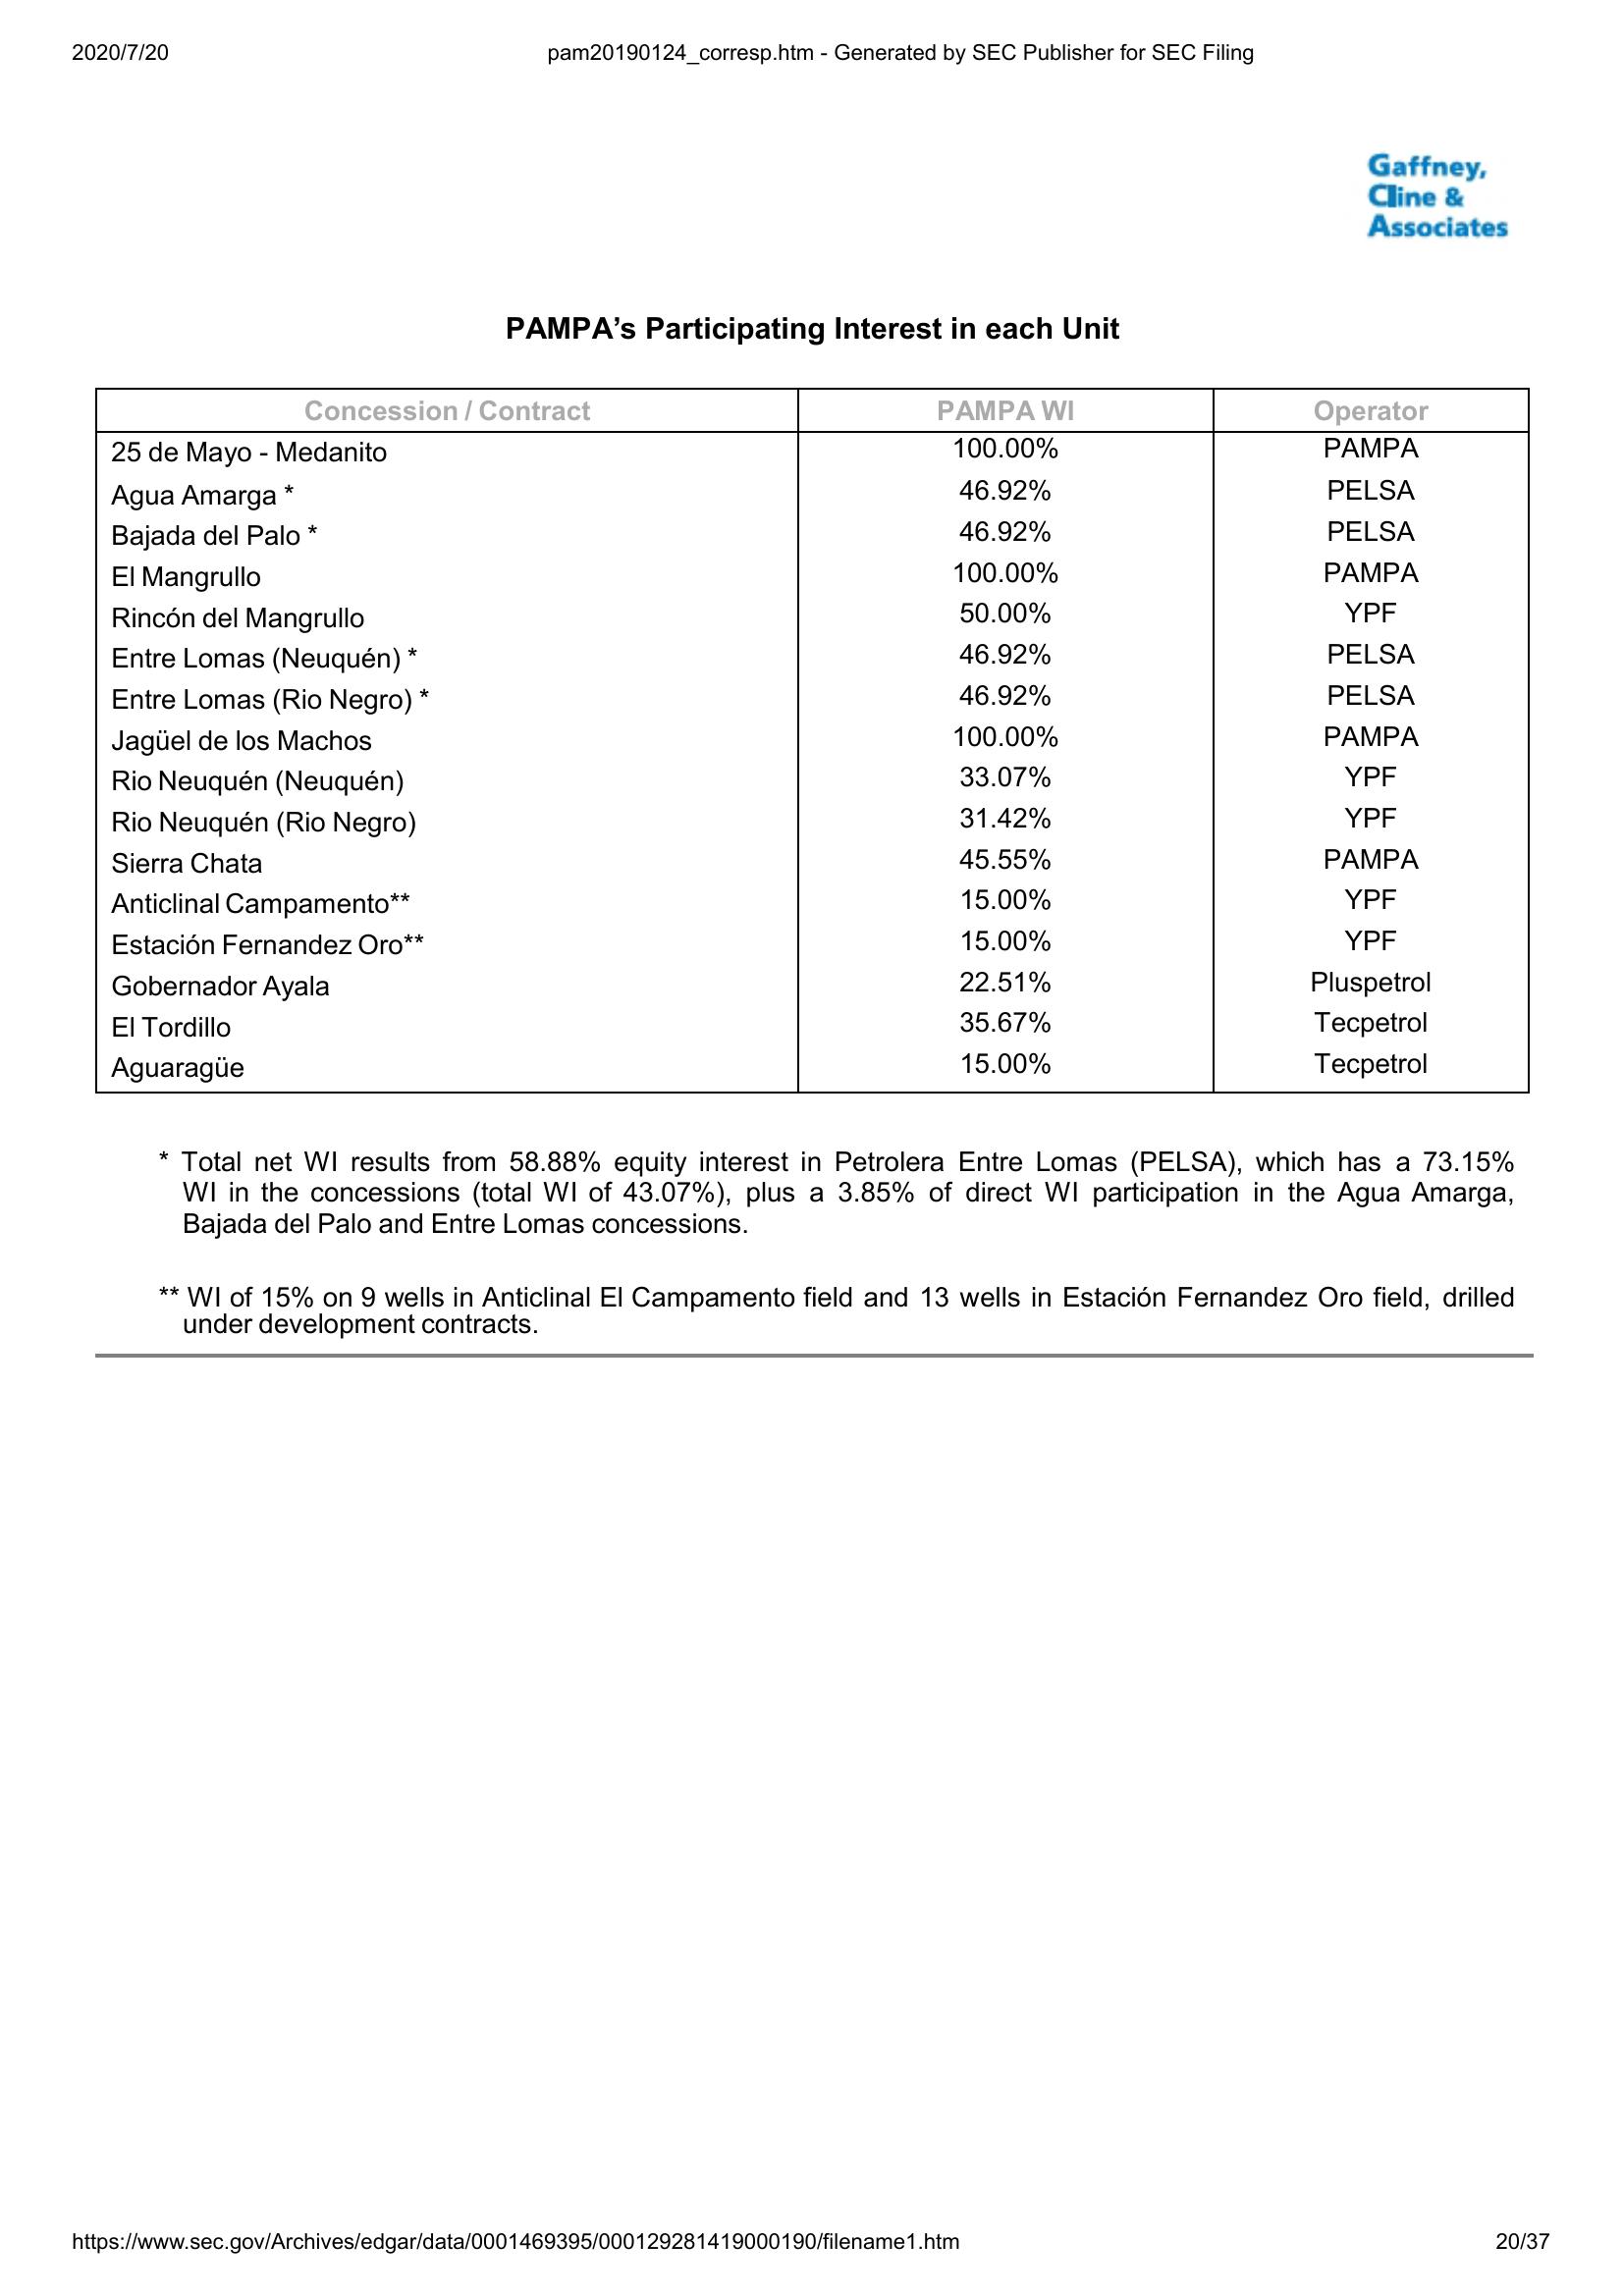 2020/7/20 pam20190124_corresp.htm - Generated by SEC Publisher for SEC Filing
Gaffney,
Cline &
Associates
PAMPA’s Participating Interest in each Unit
Concession / Contract PAMPA WI Operator
25 de Mayo - Medanito 100.00% PAMPA
Agua Amarga * 46.92% PELSA
Bajada del Palo * 46.92% PELSA
El Mangrullo 100.00% PAMPA
Rincón del Mangrullo 50.00% YPF
Entre Lomas (Neuquén) * 46.92% PELSA
Entre Lomas (Rio Negro) * 46.92% PELSA
Jagüel de los Machos 100.00% PAMPA
Rio Neuquén (Neuquén) 33.07% YPF
Rio Neuquén (Rio Negro) 31.42% YPF
Sierra Chata 45.55% PAMPA
Anticlinal Campamento** 15.00% YPF
Estación Fernandez Oro** 15.00% YPF
Gobernador Ayala 22.51% Pluspetrol
El Tordillo 35.67% Tecpetrol
Aguaragüe 15.00% Tecpetrol
* Total net WI results from 58.88% equity interest in Petrolera Entre Lomas (PELSA), which has a 73.15%
WI in the concessions (total WI of 43.07%), plus a 3.85% of direct WI participation in the Agua Amarga,
Bajada del Palo and Entre Lomas concessions.
** WI of 15% on 9 wells in Anticlinal El Campamento field and 13 wells in Estación Fernandez Oro field, drilled
under development contracts.
https://www.sec.gov/Archives/edgar/data/0001469395/000129281419000190/filename1.htm 20/37